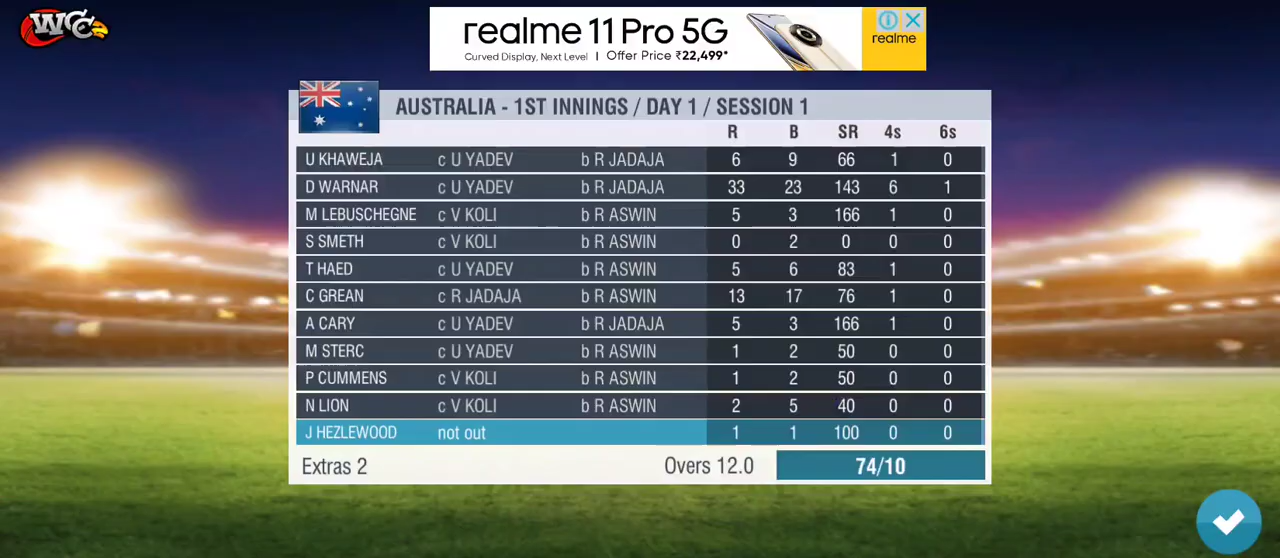 WCC
realme 11 Pro 5G
Curved Display, Next Level | Offer Price ₹22,499*
realme
AUSTRALIA - 1ST INNINGS / DAY 1 / SESSION 1
R B SR 4s 6s
U KHAWEJA c U YADEV b R JADAJA 6 9 66 1 0
D WARNAR c U YADEV b R JADAJA 33 23 143 6 1
M LEBUSCHEGNE c V KOLI b R ASWIN 5 3 166 1 0
S SMETH c V KOLI b R ASWIN 0 2 0 0 0
T HAED c U YADEV b R ASWIN 5 6 83 1 0
C GREAN c R JADAJA b R ASWIN 13 17 76 1 0
A CARY c U YADEV b R JADAJA 5 3 166 1 0
M STERC c U YADEV b R ASWIN 1 2 50 0 0
P CUMMENS c V KOLI b R ASWIN 1 2 50 0 0
N LION c V KOLI b R ASWIN 2 5 40 0 0
J HEZLEWOOD not out 1 1 100 0 0
Extras 2 Overs 12.0 74/10